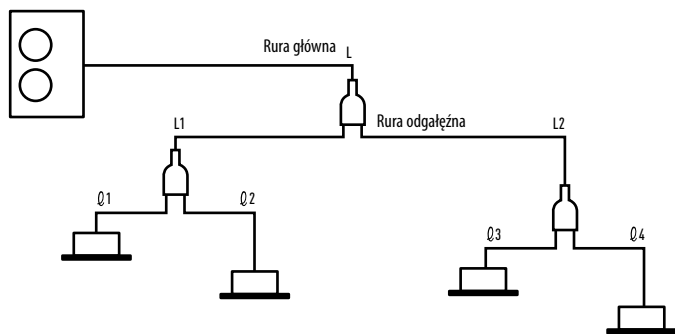 Rura główna L
Rura odgałęźna
L1
L2
ℓ1
ℓ2
ℓ3
ℓ4